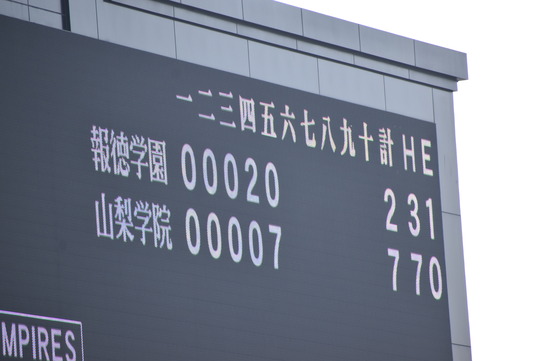 一二三四五六七八九十計HE
報徳学園 00020 231
山梨学院 00007 770
MPIRES